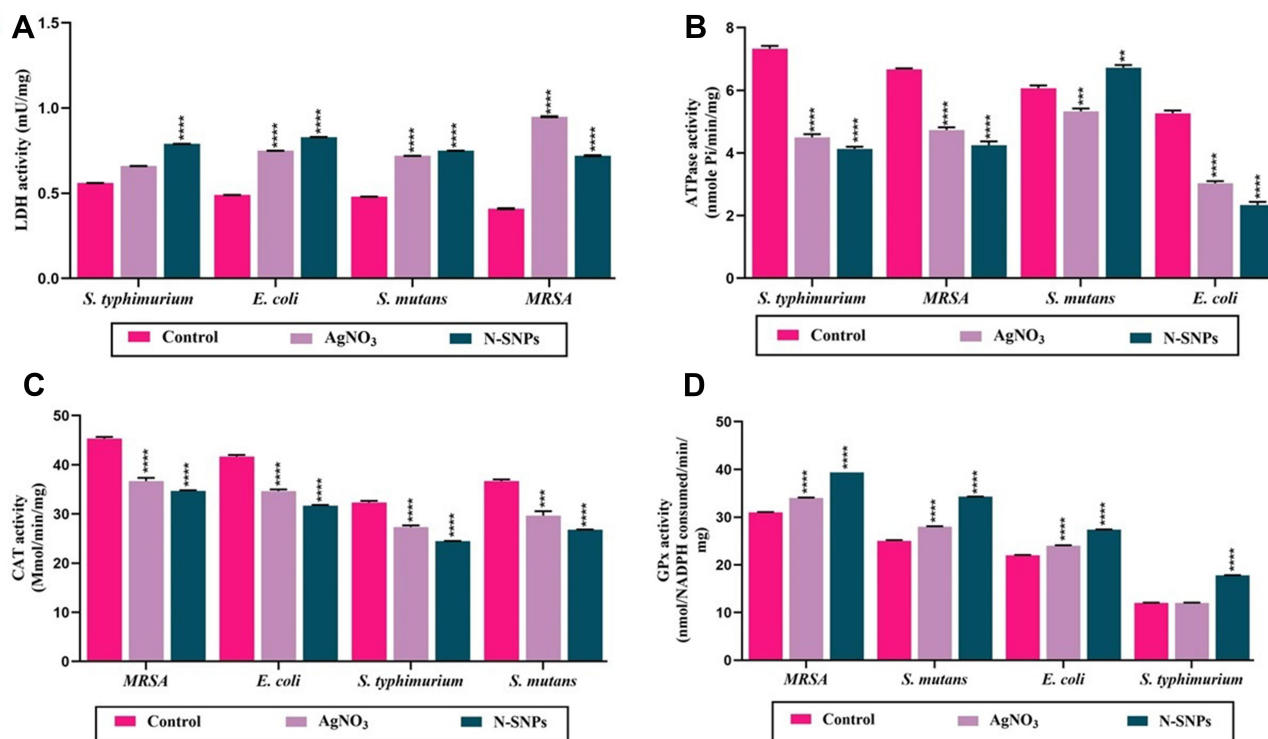 A
LDH activity (mU/mg)
1.5
1.0
0.5
0.0
****
**** ****
**** ****
**** ****
S. typhimurium E. coli S. mutans MRSA
Control AgNO₃ N-SNPs
B
ATPase activity
(nmole Pi/min/mg)
8
6
4
2
0
**** ****
**** ****
*** **
**** ****
S. typhimurium MRSA S. mutans E. coli
Control AgNO₃ N-SNPs
C
CAT activity
(Mmol/min/mg)
50
40
30
20
10
0
**** ****
**** ****
**** ****
*** ****
MRSA E. coli S. typhimurium S. mutans
Control AgNO₃ N-SNPs
D
GPx activity
(nmol/NADPH consumed/min/
mg)
50
40
30
20
10
0
**** ****
**** ****
**** ****
****
MRSA S. mutans E. coli S. typhimurium
Control AgNO₃ N-SNPs